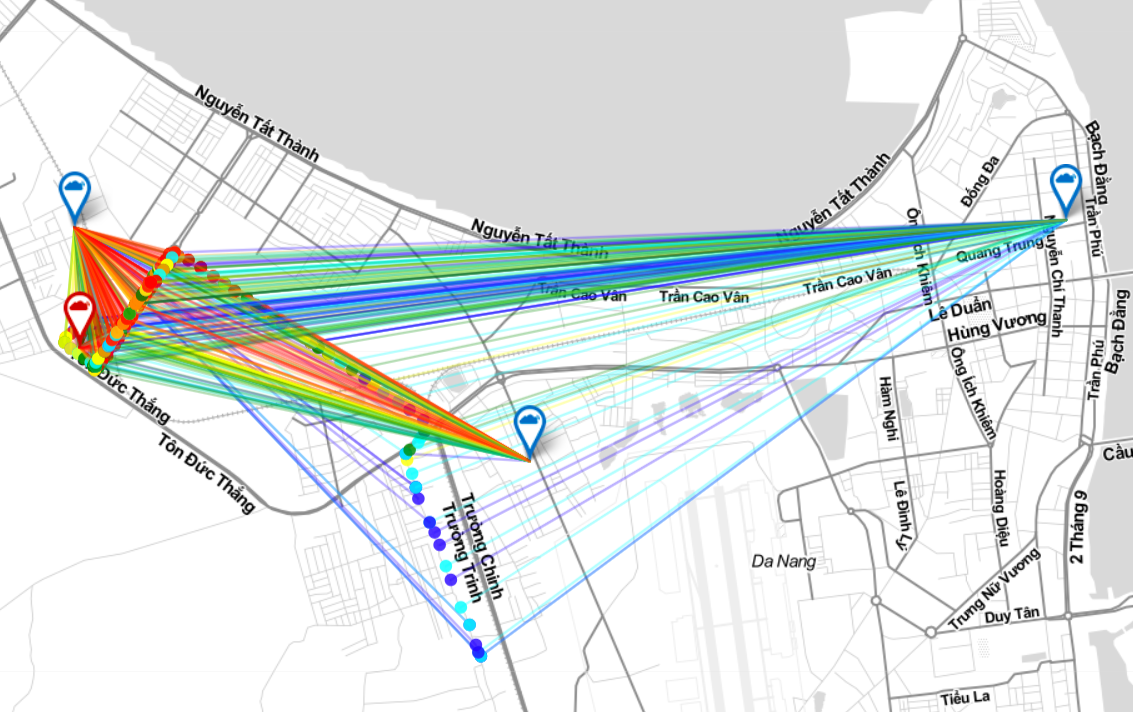 Nguyễn Tất Thành
Bạch Đằng
Đống Đa
Nguyễn Tất Thành
Trần Phú
Nguyễn Tất Thành
Ông Ích Khiêm
Nguyễn Chí Thanh
Quang Trung
Trần Cao Vân
Trần Cao Vân
Trần Cao Vân
Lê Duẩn
Hùng Vương
Bạch Đằng
Trần Phú
Ông Ích Khiêm
Đức Thắng
Hàm Nghi
Tôn Đức Thắng
Cầu
Hoàng Diệu
Lê Đình Lý
2 Tháng 9
Trường Chinh
Trường Trinh
Da Nang
Trưng Nữ Vương
Duy Tân
Tiểu La